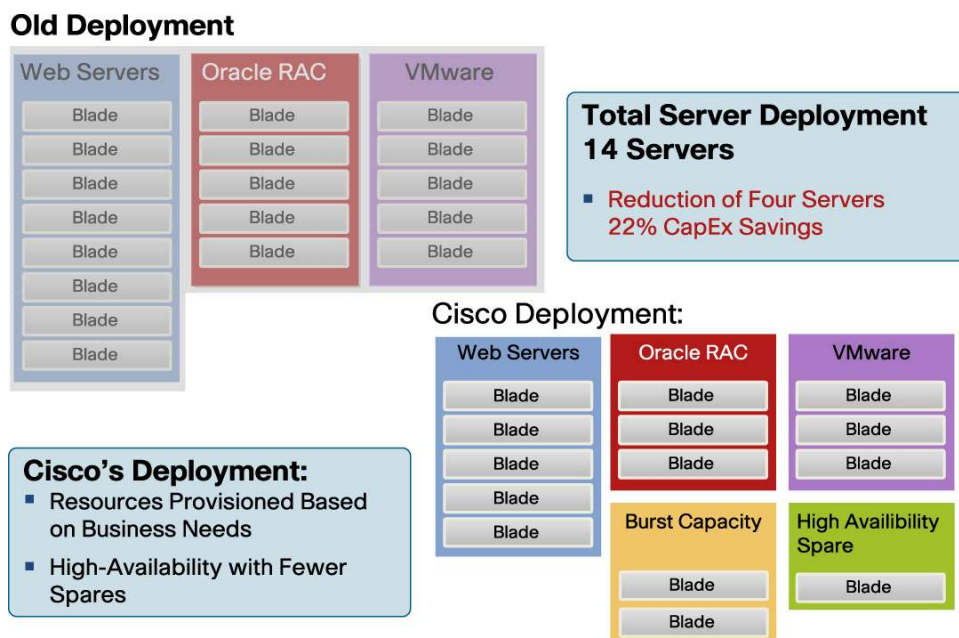 Old Deployment
Web Servers
Blade
Blade
Blade
Blade
Blade
Blade
Blade
Blade
Oracle RAC
Blade
Blade
Blade
Blade
Blade
VMware
Blade
Blade
Blade
Blade
Blade
Total Server Deployment
14 Servers
Reduction of Four Servers
22% CapEx Savings
Cisco Deployment:
Web Servers
Blade
Blade
Blade
Blade
Blade
Oracle RAC
Blade
Blade
Blade
VMware
Blade
Blade
Blade
Burst Capacity
Blade
Blade
High Availibility
Spare
Blade
Cisco's Deployment:
Resources Provisioned Based
on Business Needs
High-Availability with Fewer
Spares